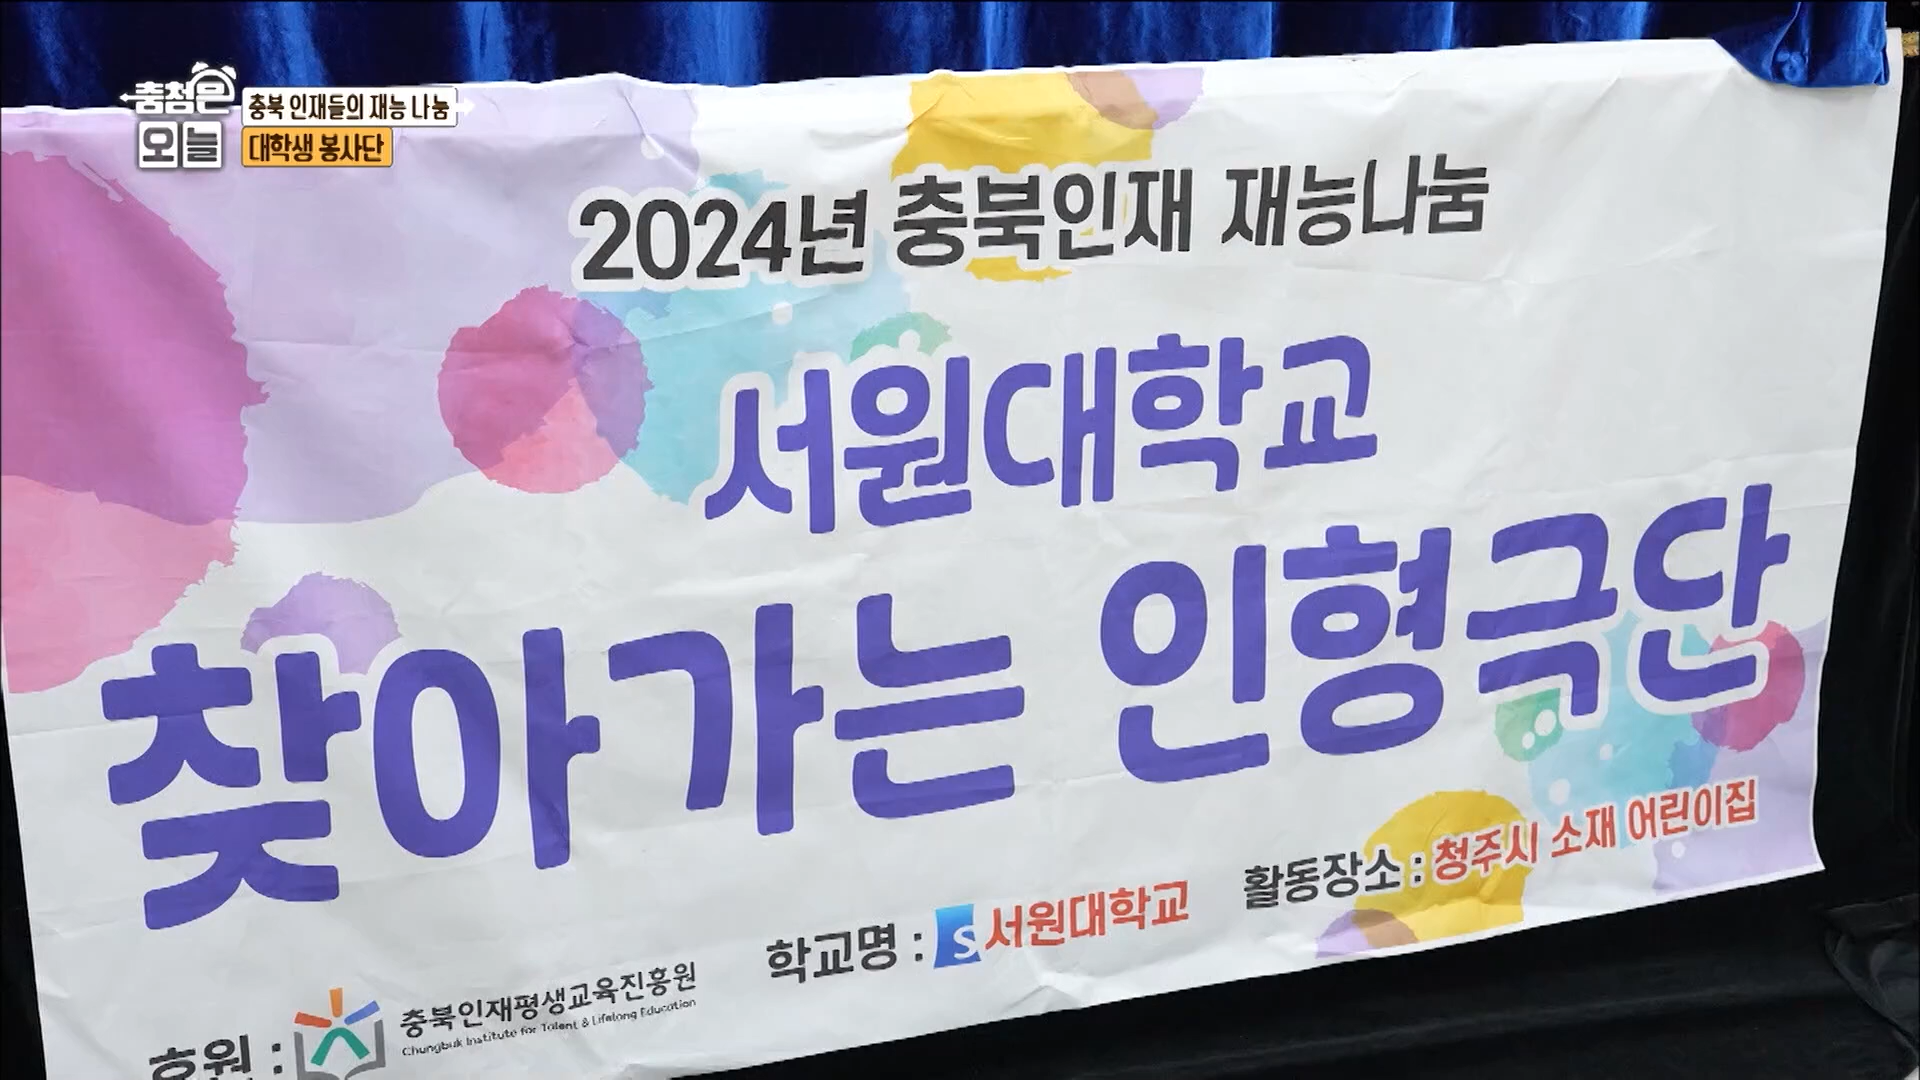 충청은 오늘
충북 인재들의 재능 나눔
대학생 봉사단
2024년 충북인재 재능나눔
서원대학교
찾아가는 인형극단
후원 :
충북인재평생교육진흥원
Chungbuk Institute for Talent & Lifelong Education
학교명 : S 서원대학교
활동장소 : 청주시 소재 어린이집